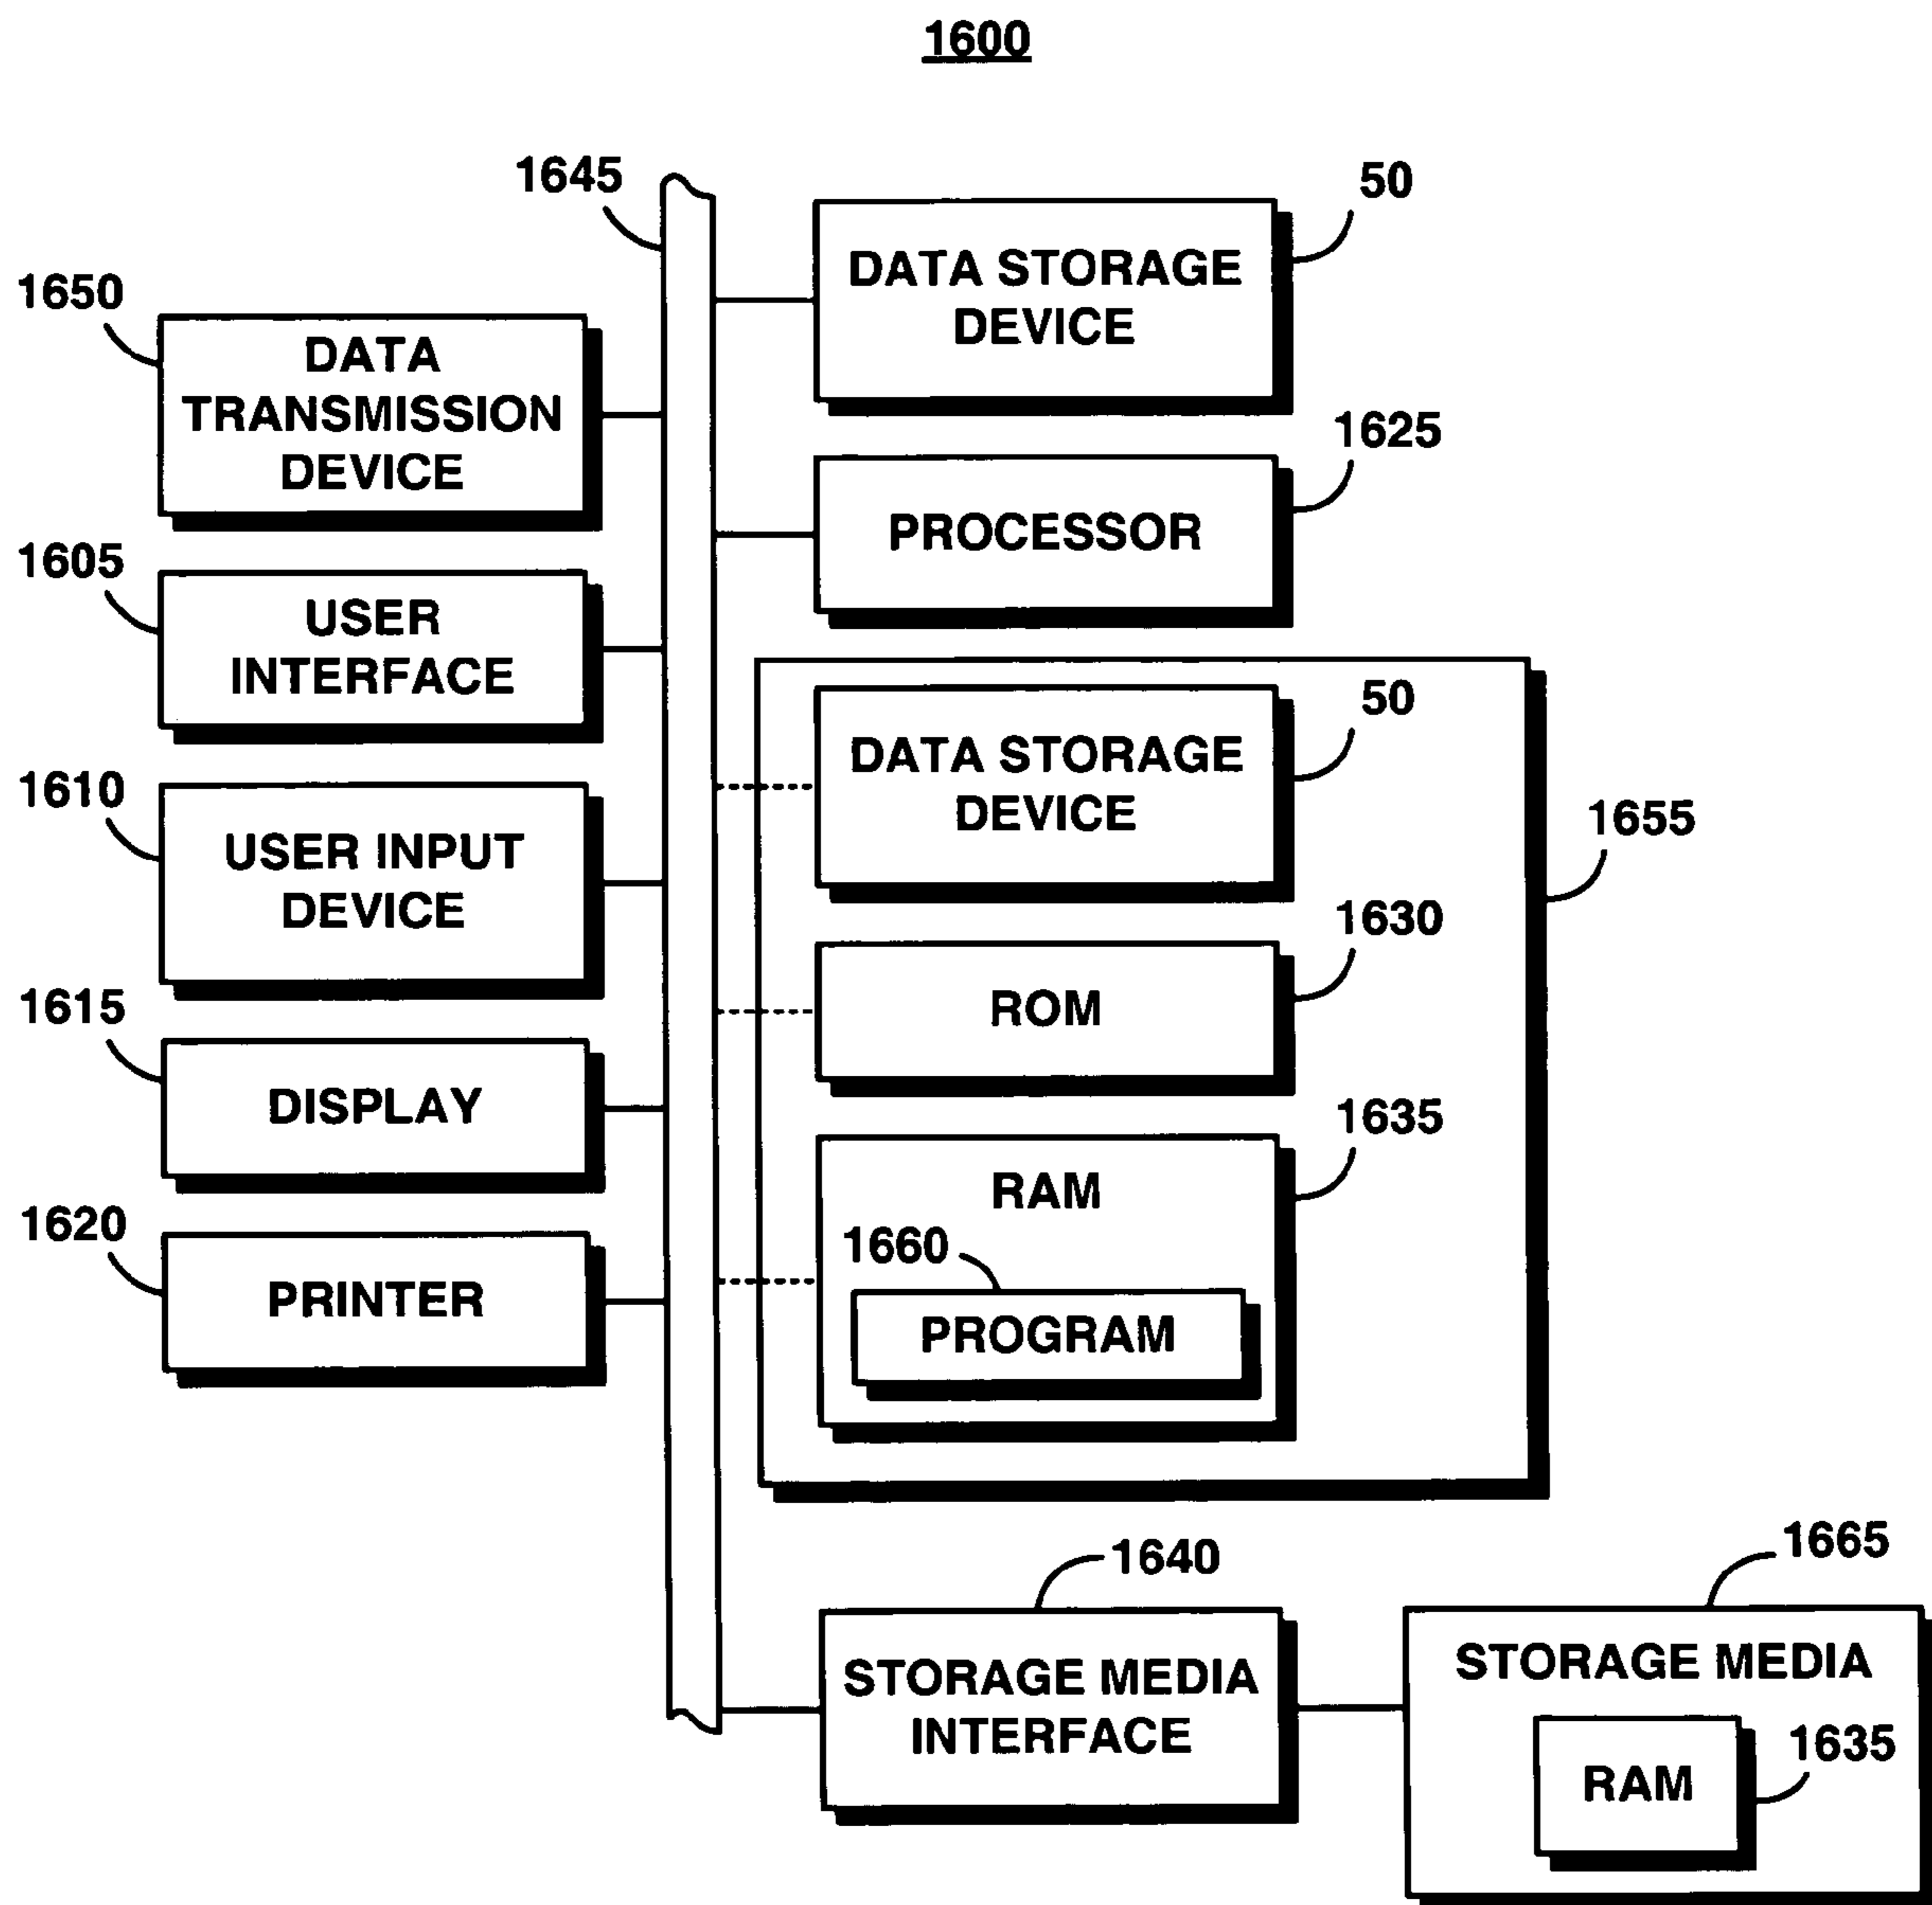 1600
1645
50
DATA STORAGE
DEVICE
1650
DATA
TRANSMISSION
DEVICE
1625
PROCESSOR
1605
USER
INTERFACE
50
DATA STORAGE
DEVICE
1610
USER INPUT
DEVICE
1655
1630
ROM
1615
DISPLAY
1635
RAM
1660
PROGRAM
1620
PRINTER
1640
STORAGE MEDIA
INTERFACE
1665
STORAGE MEDIA
1635
RAM